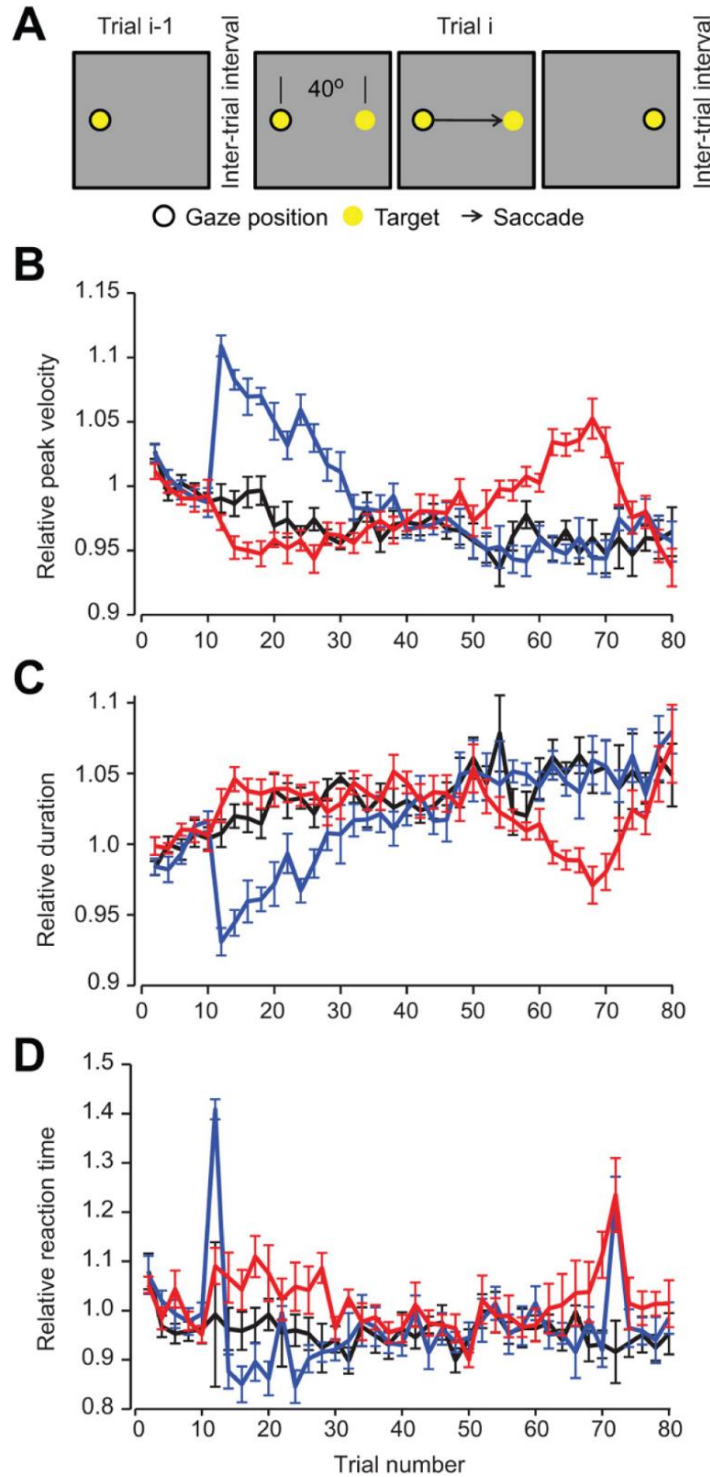 A
Trial i-1
Trial i
Inter-trial interval
40o
Inter-trial interval
Gaze position
Target
Saccade
B
Relative peak velocity
1.15
1.1
1.05
1
0.95
0.9
0 10 20 30 40 50 60 70 80
C
Relative duration
1.1
1.05
1.0
0.95
0.9
0 10 20 30 40 50 60 70 80
D
Relative reaction time
1.5
1.4
1.3
1.2
1.1
1.0
0.9
0.8
0 10 20 30 40 50 60 70 80
Trial number